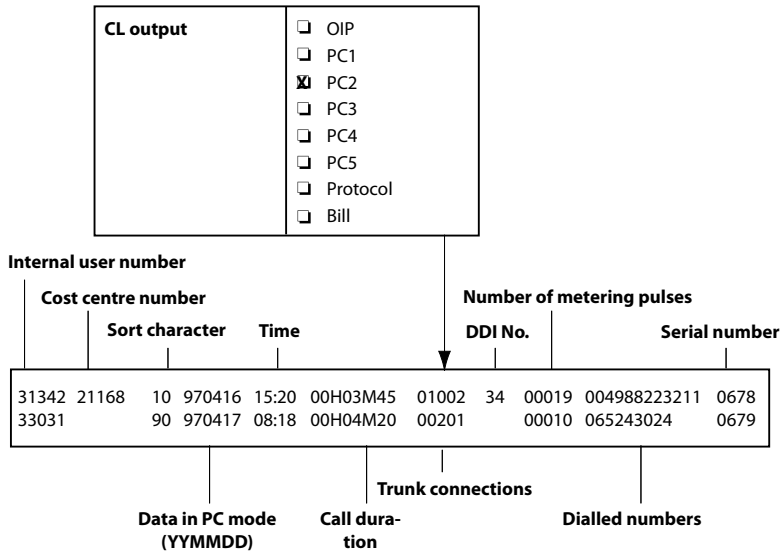 CL output
OIP
PC1
X PC2
PC3
PC4
PC5
Protocol
Bill
Internal user number
Cost centre number
Number of metering pulses
Sort character Time DDI No. Serial number
31342 21168 10 970416 15:20 00H03M45 01002 34 00019 004988223211 0678
33031 90 970417 08:18 00H04M20 00201 00010 065243024 0679
Trunk connections
Data in PC mode
(YYMMDD)
Call dura-
tion
Dialled numbers